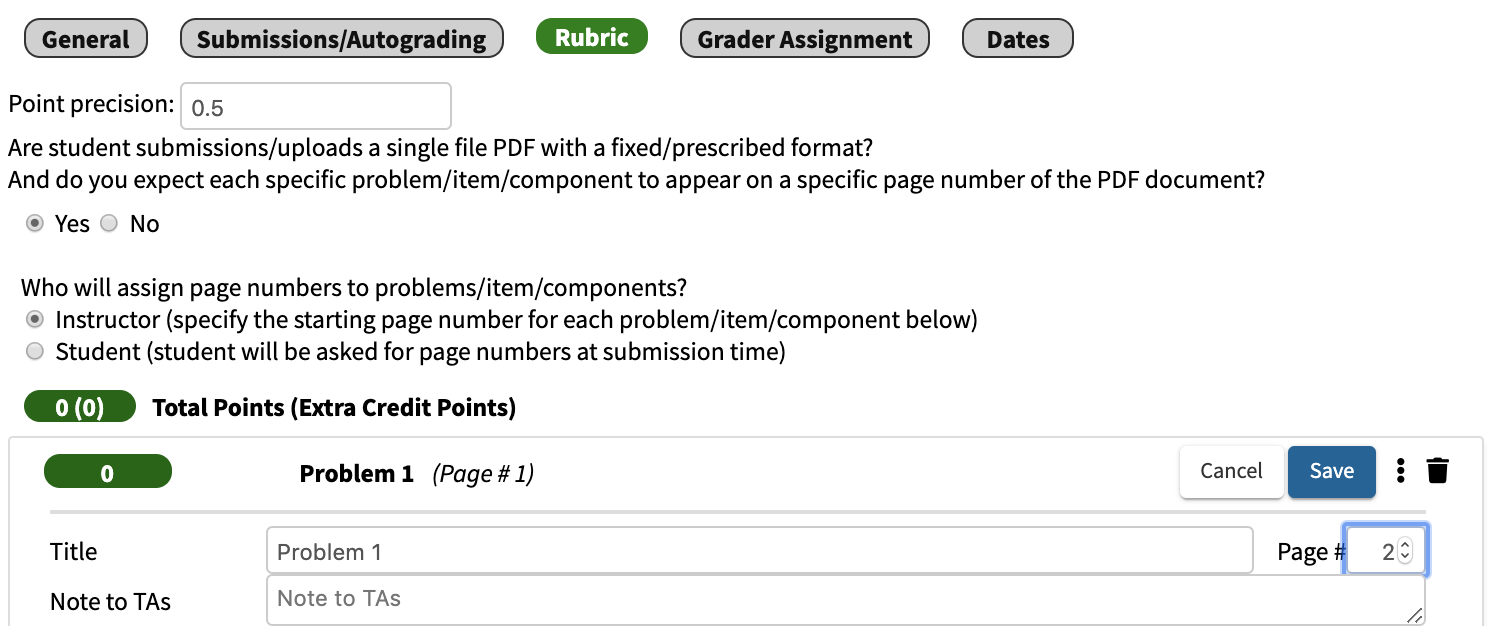 General Submissions/Autograding Rubric Grader Assignment Dates
Point precision: 0.5
Are student submissions/uploads a single file PDF with a fixed/prescribed format?
And do you expect each specific problem/item/component to appear on a specific page number of the PDF document?
Yes No
Who will assign page numbers to problems/item/components?
Instructor (specify the starting page number for each problem/item/component below)
Student (student will be asked for page numbers at submission time)
0 (0) Total Points (Extra Credit Points)
0 Problem 1 (Page # 1) Cancel Save
Title Problem 1 Page # 2
Note to TAs Note to TAs